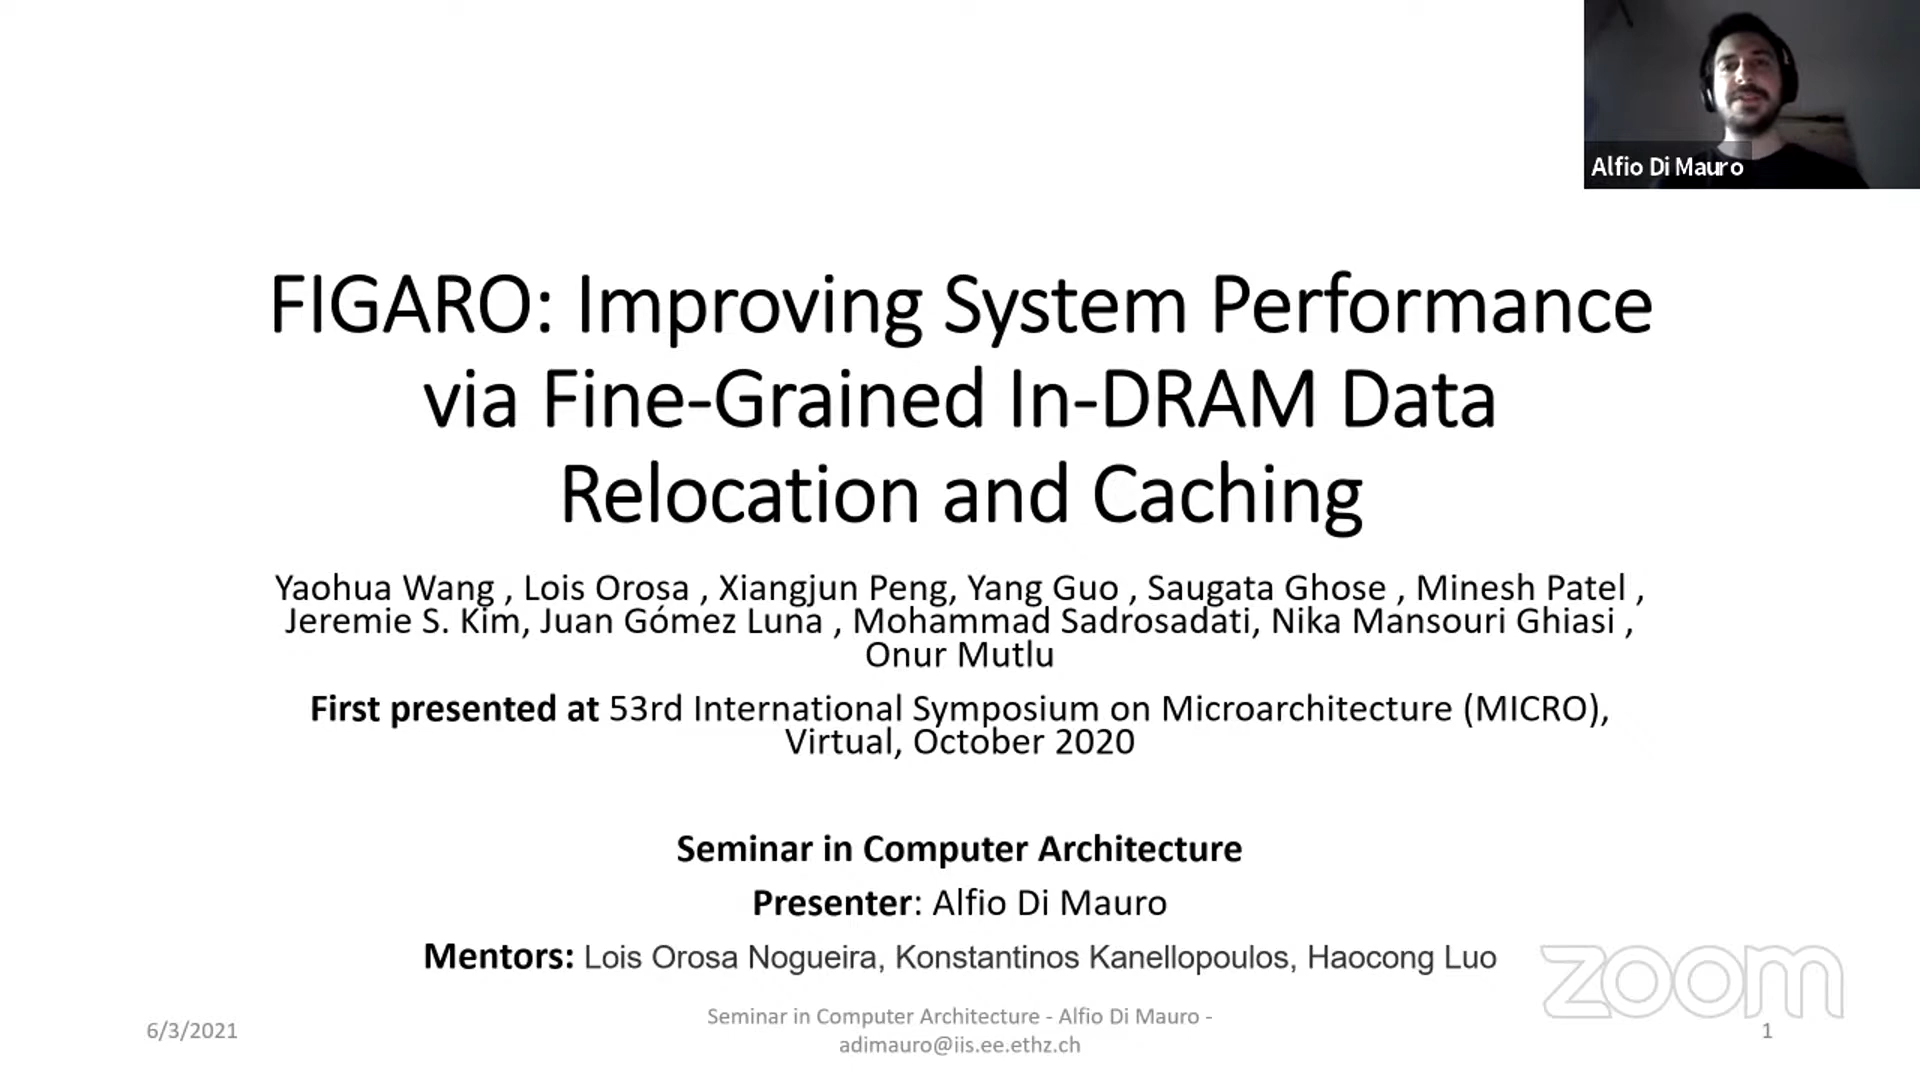 Alfio Di Mauro
FIGARO: Improving System Performance
via Fine-Grained In-DRAM Data
Relocation and Caching
Yaohua Wang , Lois Orosa , Xiangjun Peng, Yang Guo , Saugata Ghose , Minesh Patel ,
Jeremie S. Kim, Juan Gómez Luna , Mohammad Sadrosadati, Nika Mansouri Ghiasi ,
Onur Mutlu
First presented at 53rd International Symposium on Microarchitecture (MICRO),
Virtual, October 2020
Seminar in Computer Architecture
Presenter: Alfio Di Mauro
Mentors: Lois Orosa Nogueira, Konstantinos Kanellopoulos, Haocong Luo
zoom
6/3/2021
Seminar in Computer Architecture - Alfio Di Mauro -
adimauro@iis.ee.ethz.ch
1